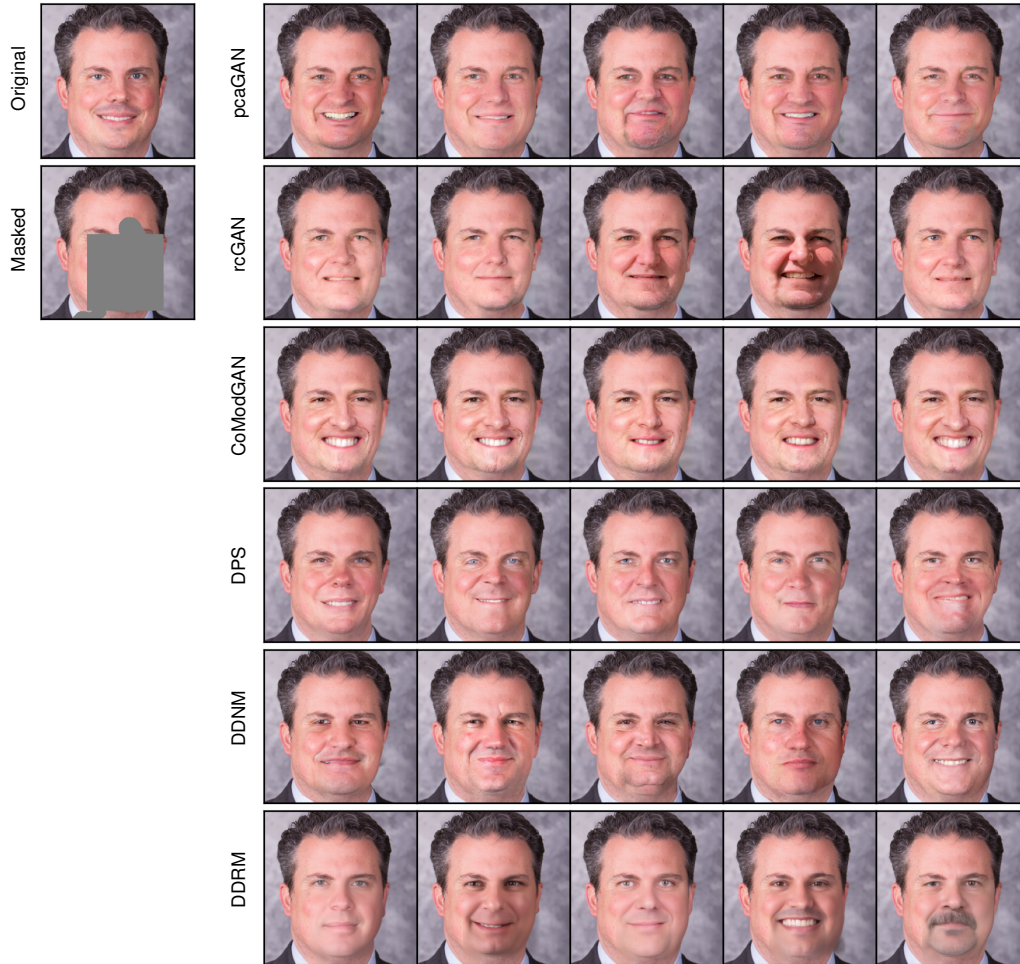 Original
pcaGAN
Masked
rcGAN
CoModGAN
DPS
DDNM
DDRM